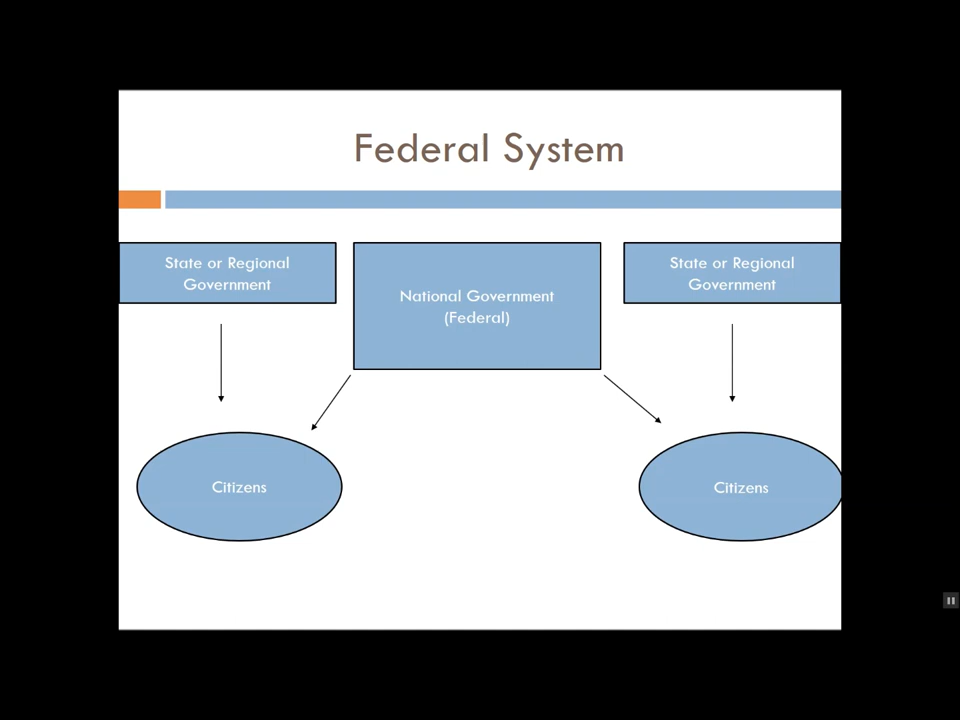 Federal System
State or Regional
Government
National Government
(Federal)
State or Regional
Government
Citizens
Citizens